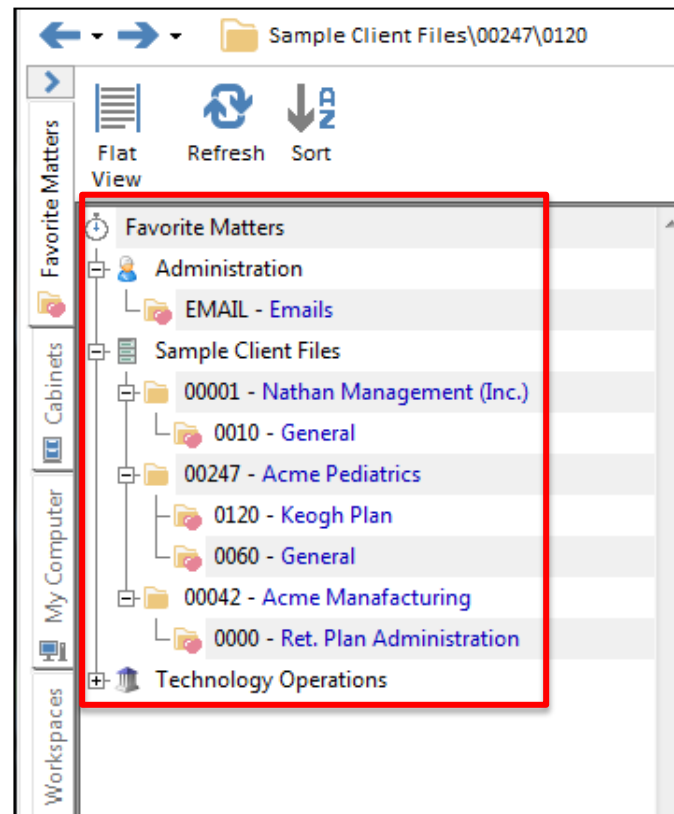 Sample Client Files\00247\0120
Flat View
Refresh
Sort
A
Z
Favorite Matters
Cabinets
My Computer
Workspaces
Favorite Matters
Administration
EMAIL - Emails
Sample Client Files
00001 - Nathan Management (Inc.)
0010 - General
00247 - Acme Pediatrics
0120 - Keogh Plan
0060 - General
00042 - Acme Manafacturing
0000 - Ret. Plan Administration
Technology Operations